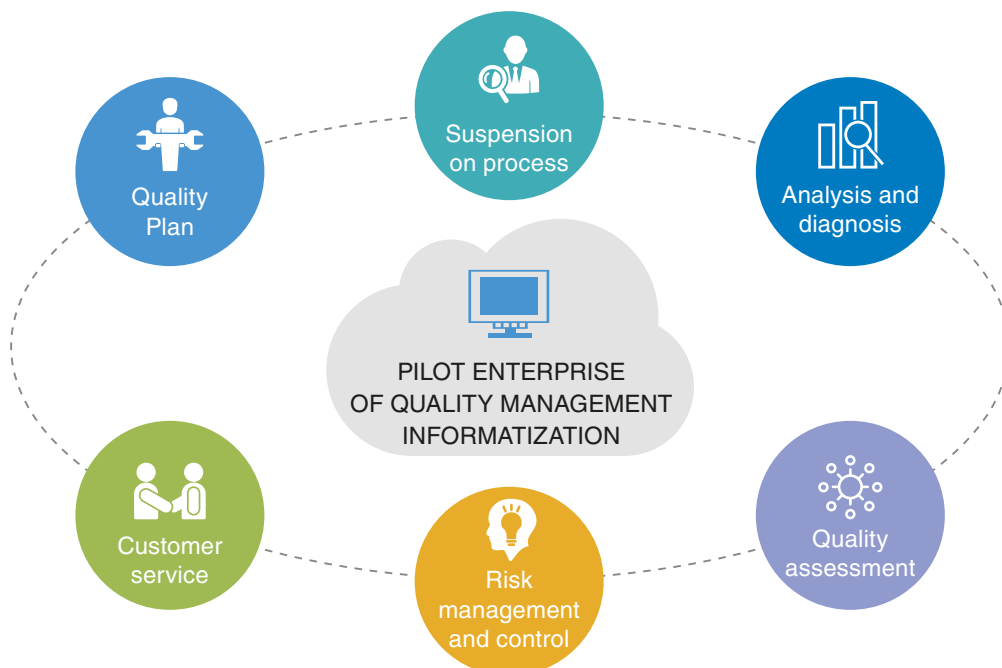 Suspension
on process
Quality
Plan
Analysis and
diagnosis
PILOT ENTERPRISE
OF QUALITY MANAGEMENT
INFORMATIZATION
Customer
service
Risk
management
and control
Quality
assessment